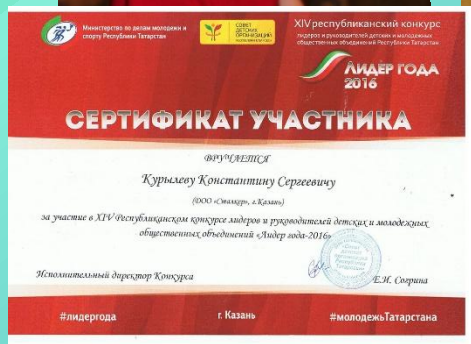 Министерство по делам молодежи и
спорту Республики Татарстан
СОВЕТ
ДЕТСКИХ
ОРГАНИЗАЦИЙ
XIV республиканский конкурс
лидеров и руководителей детских и молодежных
общественных объединений Республики Татарстан
ЛИДЕР ГОДА
2016
СЕРТИФИКАТ УЧАСТНИКА
ВРУЧАЕТСЯ
Курылеву Константину Сергеевичу
(ДОО «Сталкер», г.Казань)
за участие в XIV Республиканском конкурсе лидеров и руководителей детских и молодежных
общественных объединений «Лидер года-2016»
Исполнительный директор Конкурса
Е.И. Согрина
#лидергода
г. Казань
#молодежьТатарстана